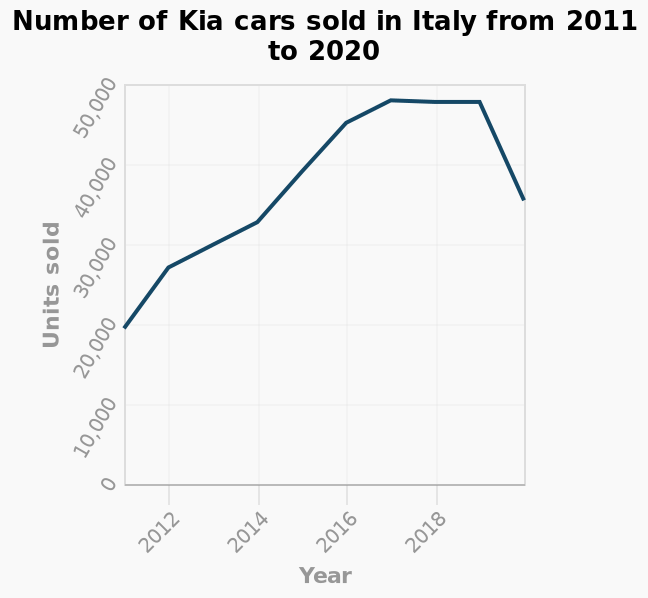 Number of Kia cars sold in Italy from 2011
to 2020
50,000
40,000
30,000
20,000
10,000
0
Units sold
2012
2014
2016
2018
Year